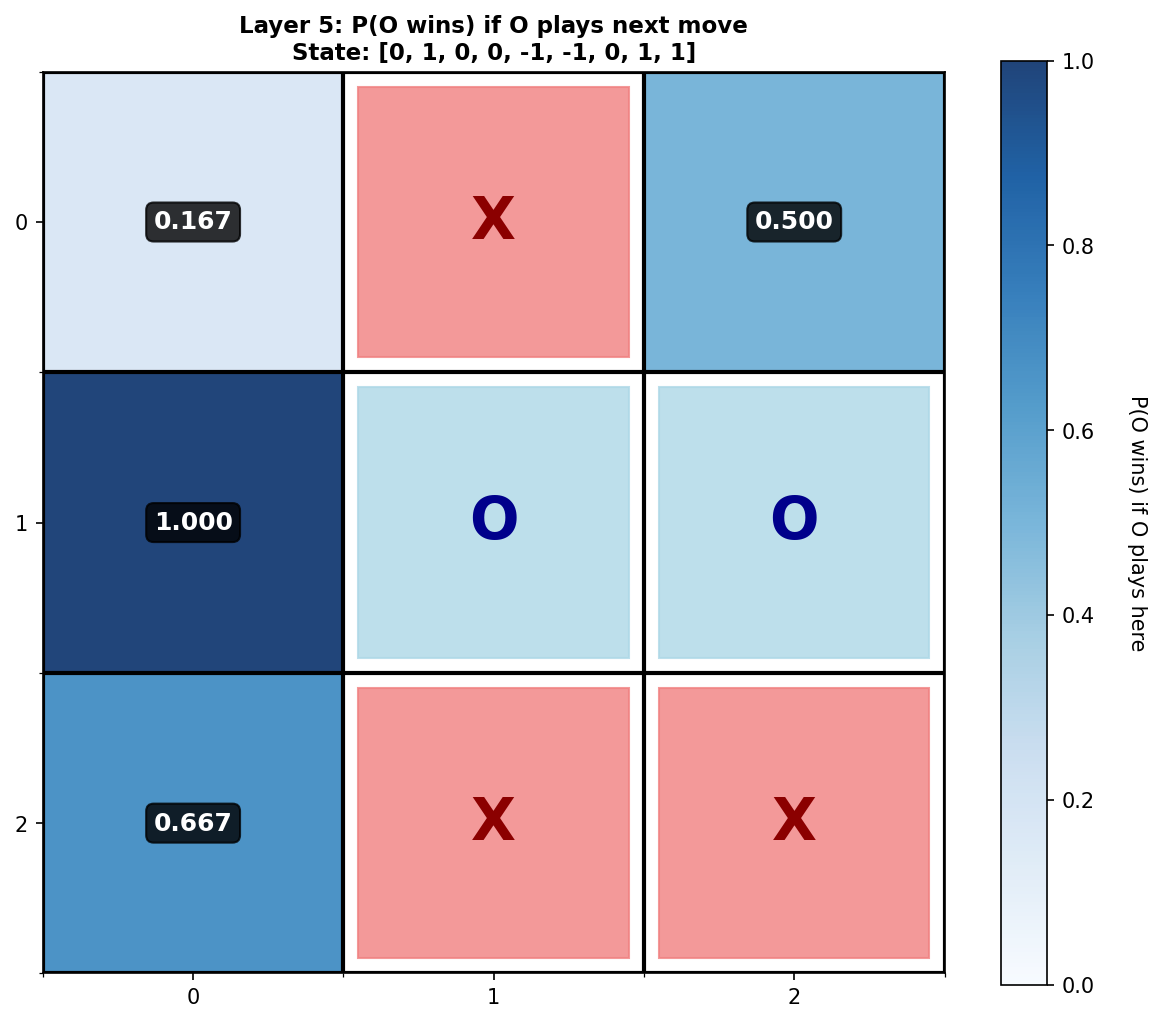 Layer 5: P(O wins) if O plays next move
State: [0, 1, 0, 0, -1, -1, 0, 1, 1]
0.167
X
0.500
1.000
O
O
0.667
X
X
0
1
2
0
1
2
1.0
0.8
0.6
0.4
0.2
0.0
P(O wins) if O plays here